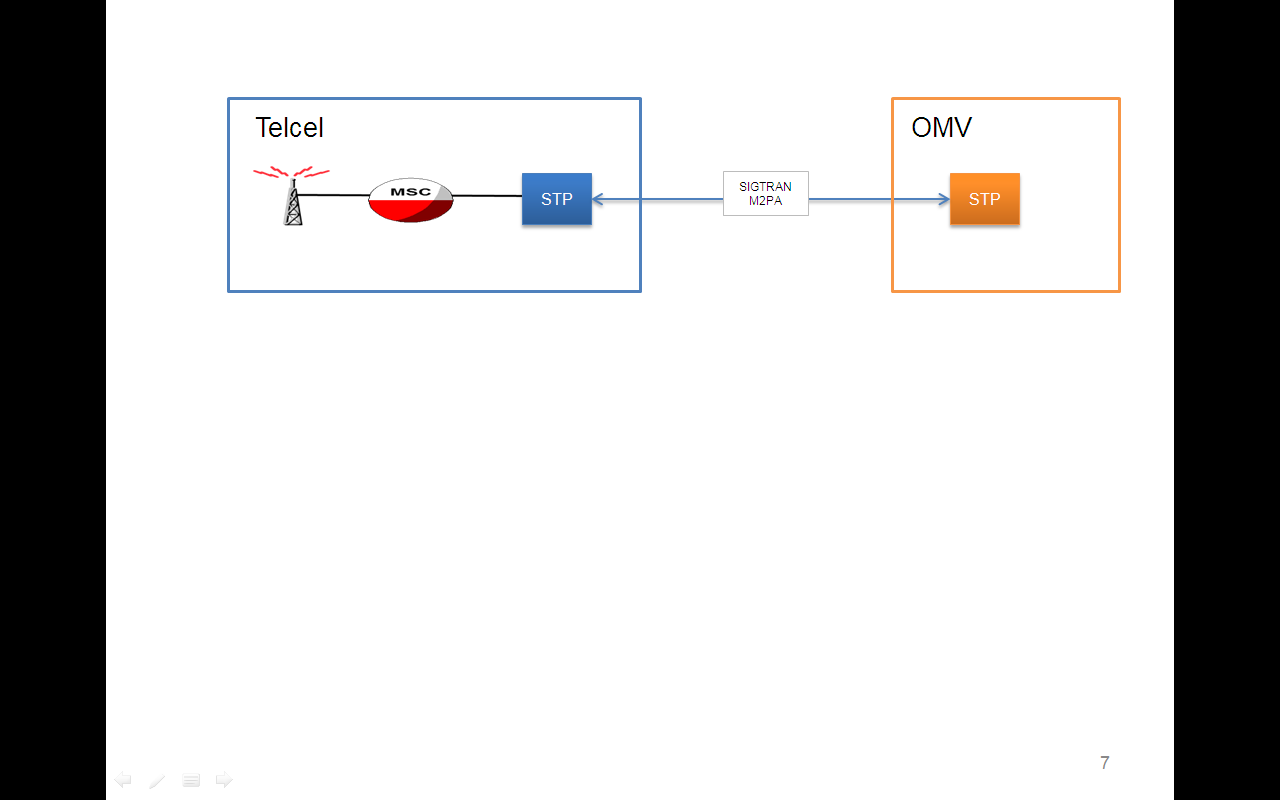 Telcel
OMV
MSC
STP
SIGTRAN
M2PA
STP
7